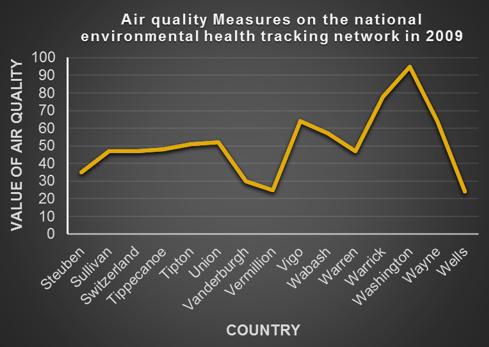 Air quality Measures on the national
environmental health tracking network in 2009
VALUE OF AIR QUALITY
100
90
80
70
60
50
40
30
20
10
0
Steuben
Sullivan
Switzerland
Tippecanoe
Tipton
Union
Vanderburgh
Vermillion
Vigo
Wabash
Warren
Warrick
Washington
Wayne
Wells
COUNTRY